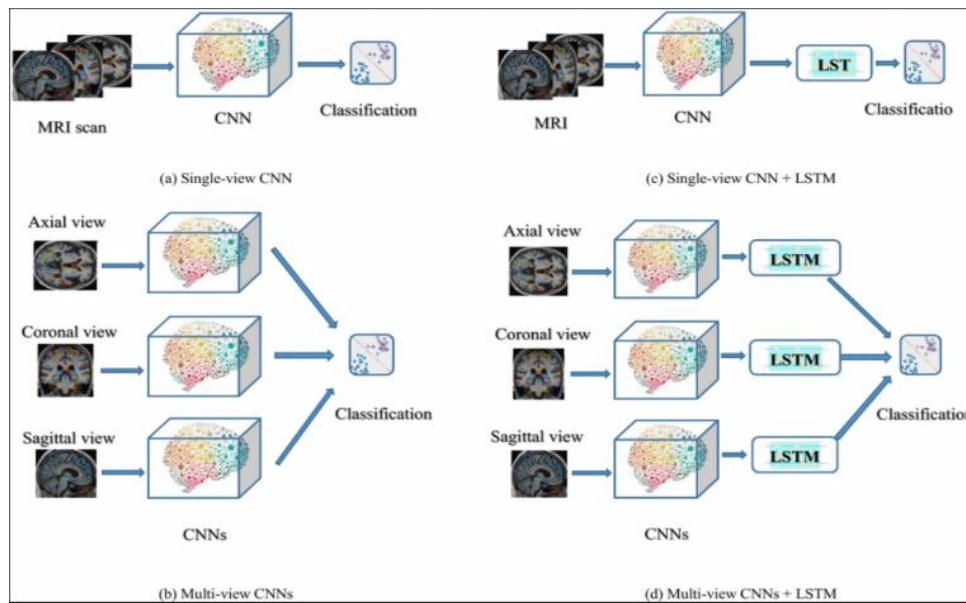 MRI scan
CNN
Classification
(a) Single-view CNN
MRI
CNN
LST
Classificatio
(c) Single-view CNN + LSTM
Axial view
Coronal view
Sagittal view
Classification
CNNs
(b) Multi-view CNNs
Axial view
LSTM
Coronal view
LSTM
Sagittal view
LSTM
Classification
CNNs
(d) Multi-view CNNs + LSTM